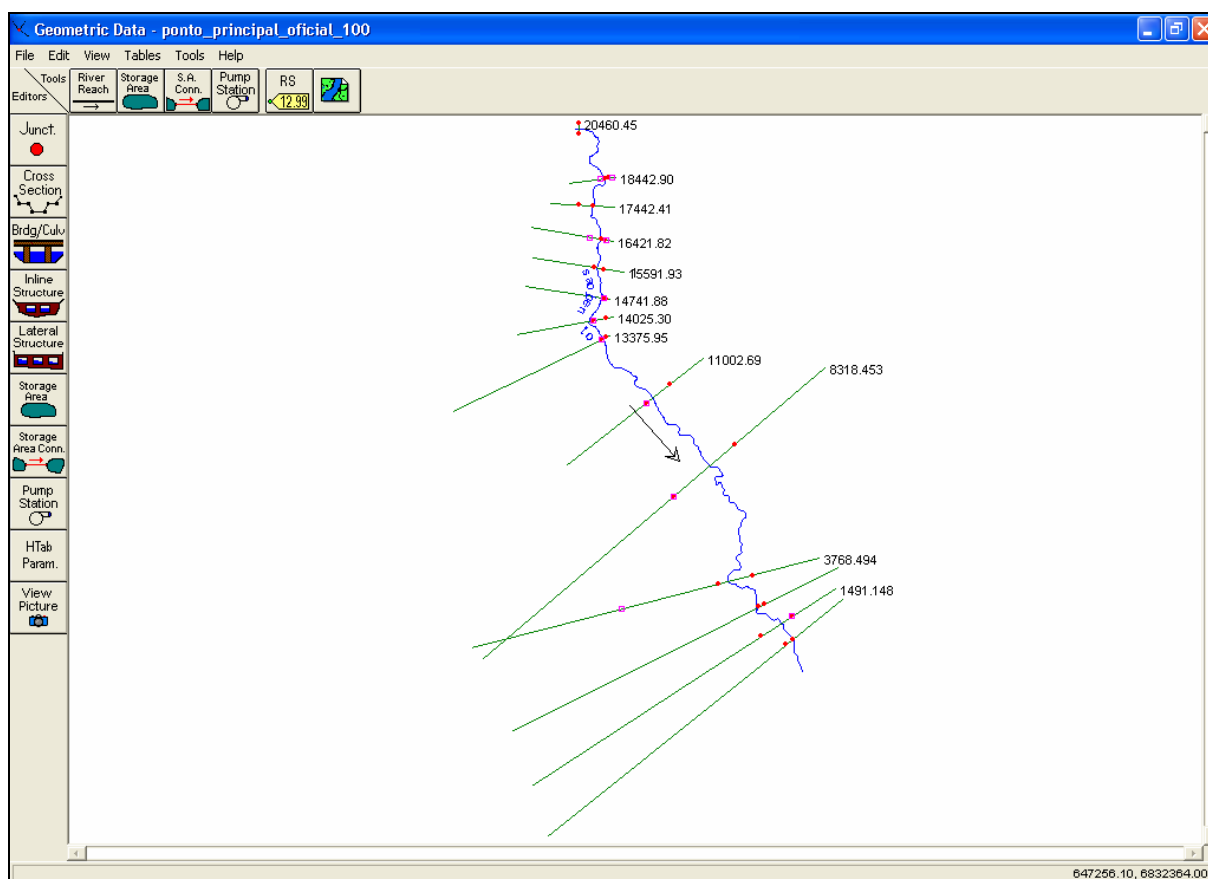 Geometric Data - ponto_principal_oficial_100
File Edit View Tables Tools Help
Tools
Editors
River
Reach
Storage
Area
S.A.
Conn.
Pump
Station
RS
12.99
Junct.
Cross
Section
Brdg/Culv
Inline
Structure
Lateral
Structure
Storage
Area
Storage
Area Conn.
Pump
Station
HTab
Param.
View
Picture
20460.45
18442.90
17442.41
16421.82
15591.93
14741.88
14025.30
13375.95
11002.69
8318.453
3768.494
1491.148
647256.10, 6832364.00